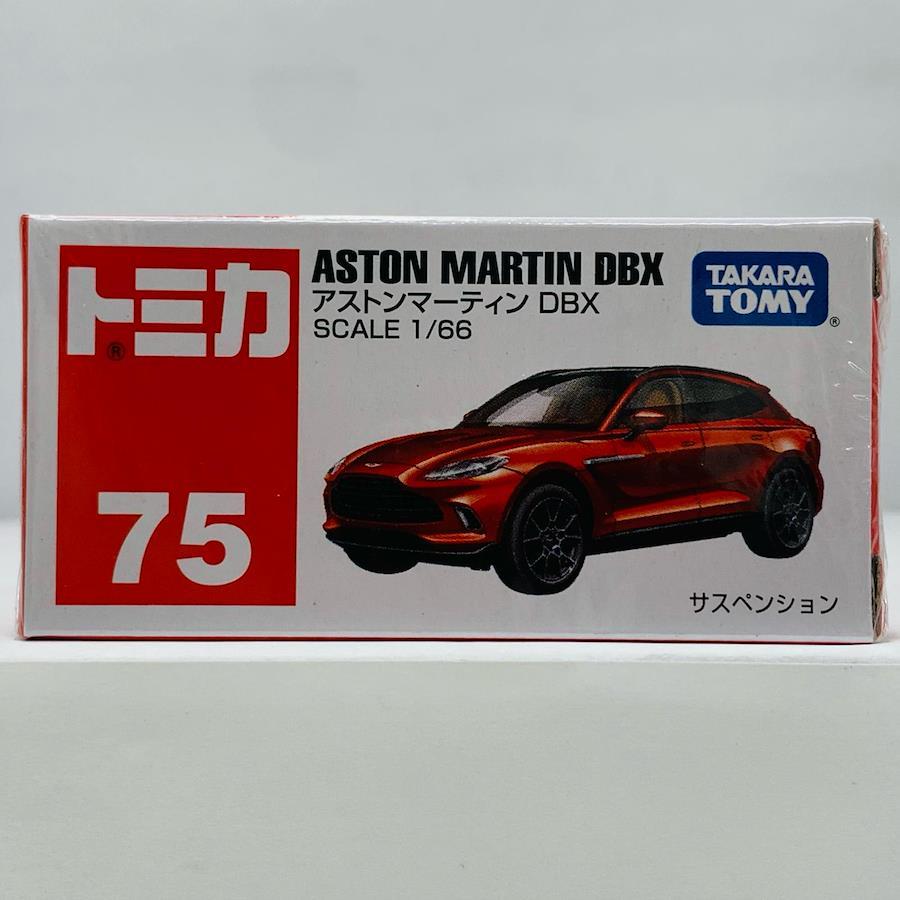 トミカ
®
75
ASTON MARTIN DBX
アストンマーティン DBX
SCALE 1/66
TAKARA
TOMY
®
サスペンション